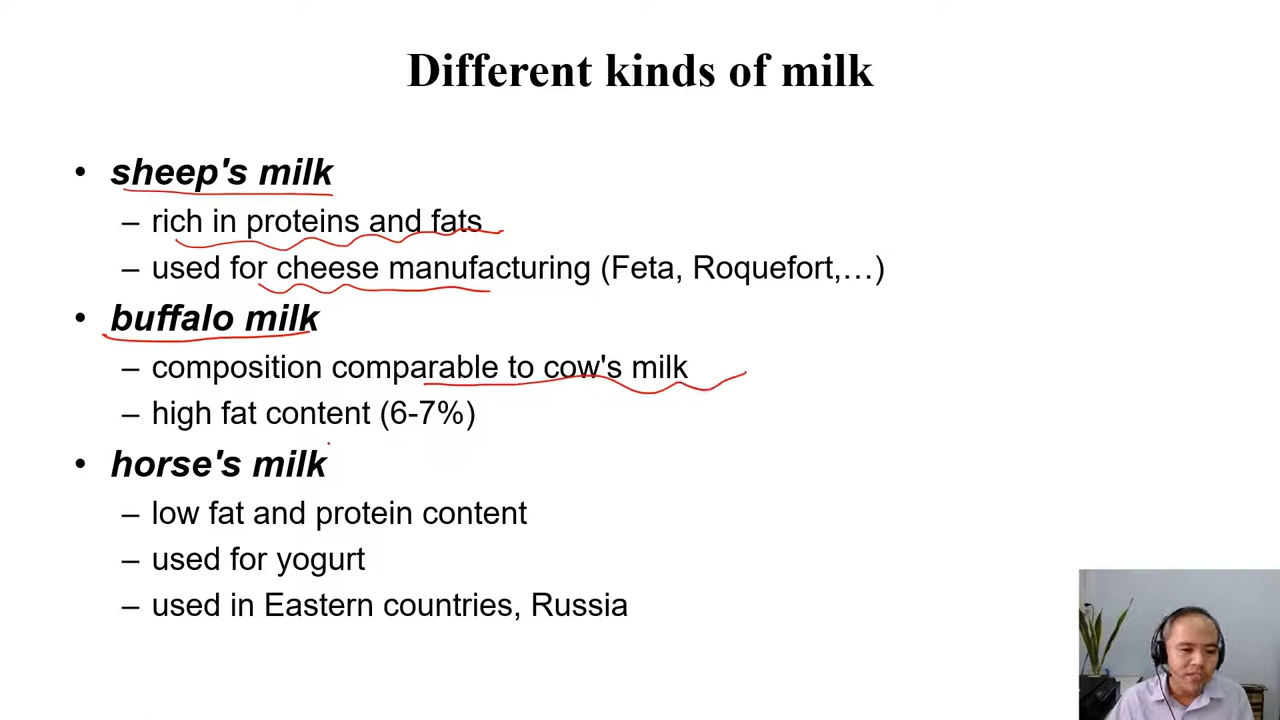 Different kinds of milk
• sheep's milk
– rich in proteins and fats
– used for cheese manufacturing (Feta, Roquefort,…)
• buffalo milk
– composition comparable to cow's milk
– high fat content (6-7%)
• horse's milk
– low fat and protein content
– used for yogurt
– used in Eastern countries, Russia